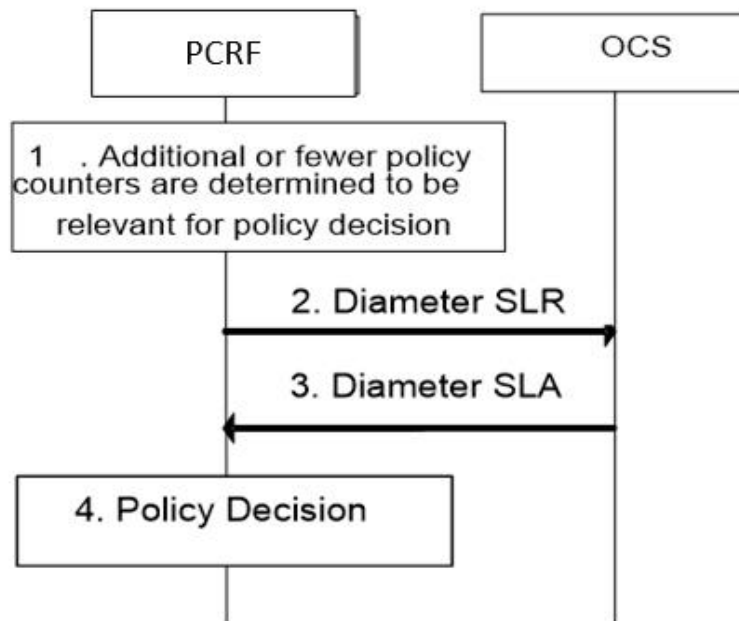 PCRF
OCS
1 . Additional or fewer policy
counters are determined to be
relevant for policy decision
2. Diameter SLR
3. Diameter SLA
4. Policy Decision